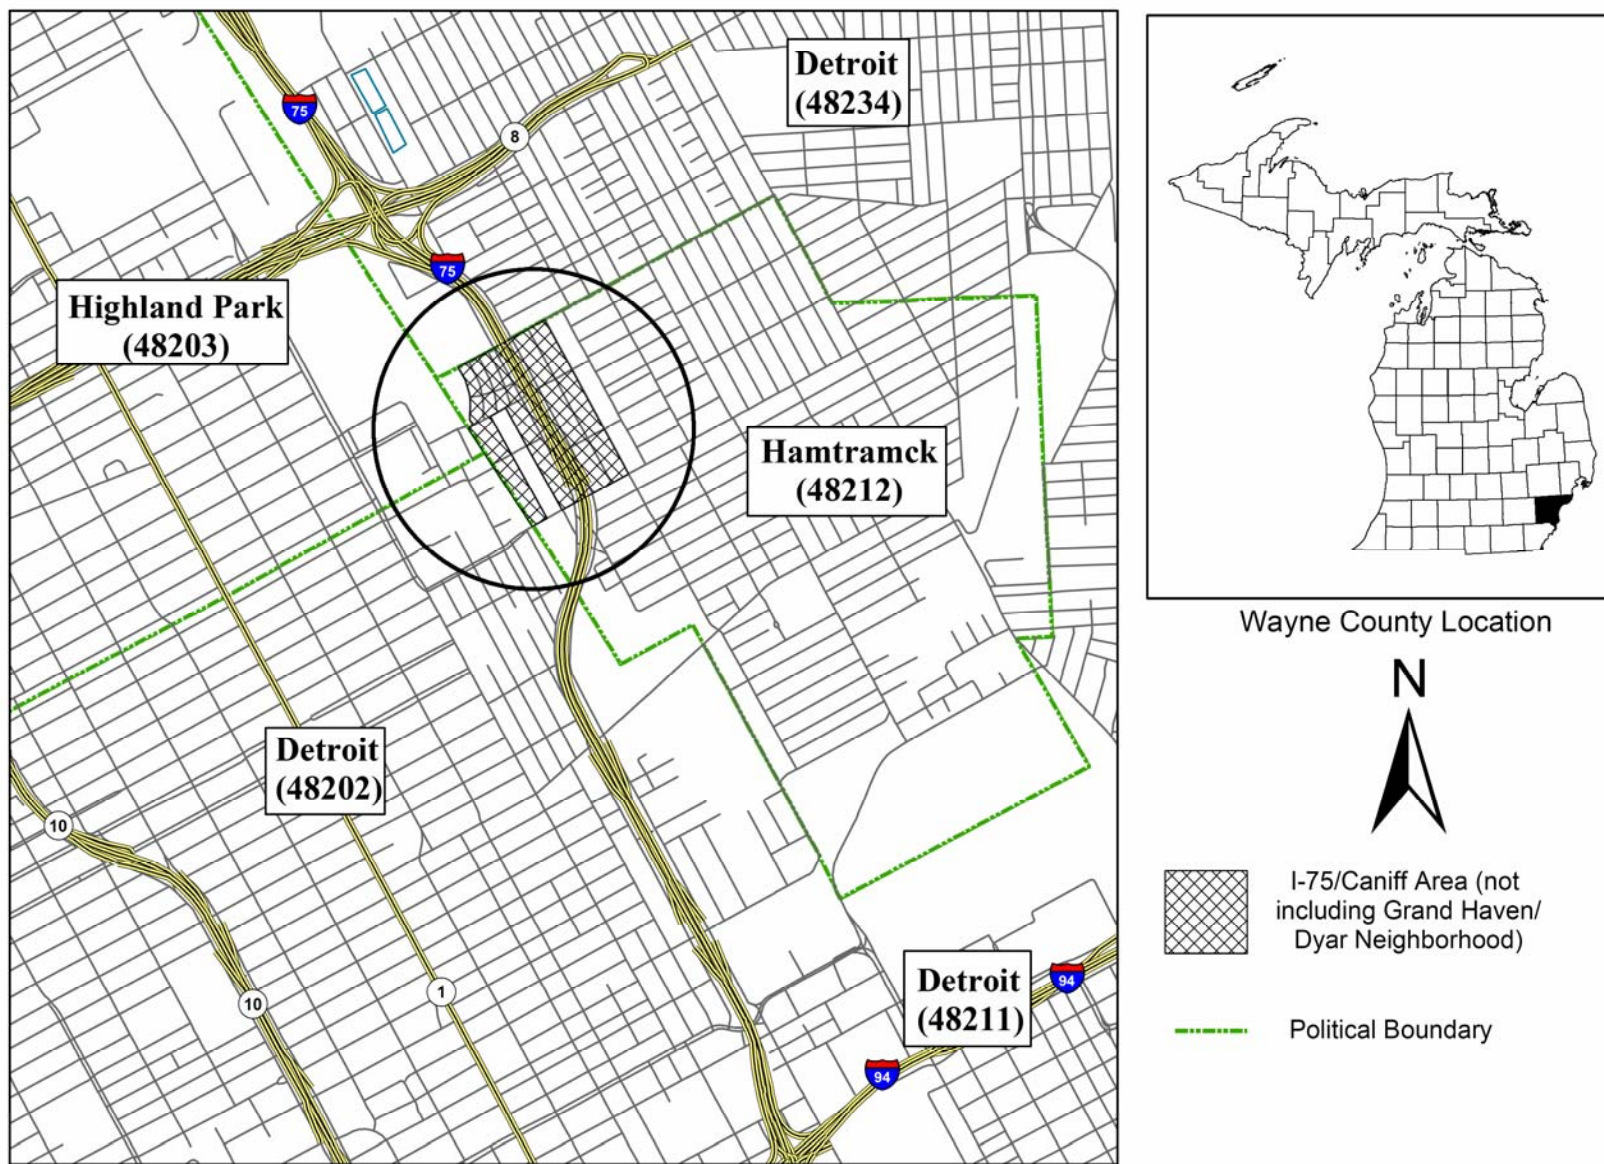 Detroit
(48234)
75
8
75
Highland Park
(48203)
Hamtramck
(48212)
Detroit
(48202)
10
10
1
Detroit
(48211)
94
94
Wayne County Location
N
I-75/Caniff Area (not
including Grand Haven/
Dyar Neighborhood)
Political Boundary